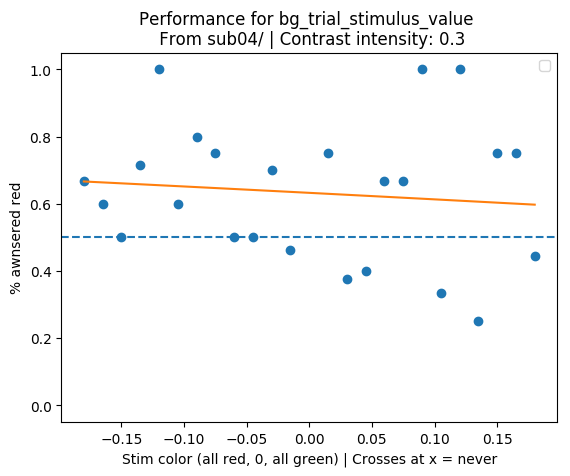 Performance for bg_trial_stimulus_value
From sub04/ | Contrast intensity: 0.3
1.0
0.8
0.6
0.4
0.2
0.0
% awnsered red
−0.15 −0.10 −0.05 0.00 0.05 0.10 0.15
Stim color (all red, 0, all green) | Crosses at x = never